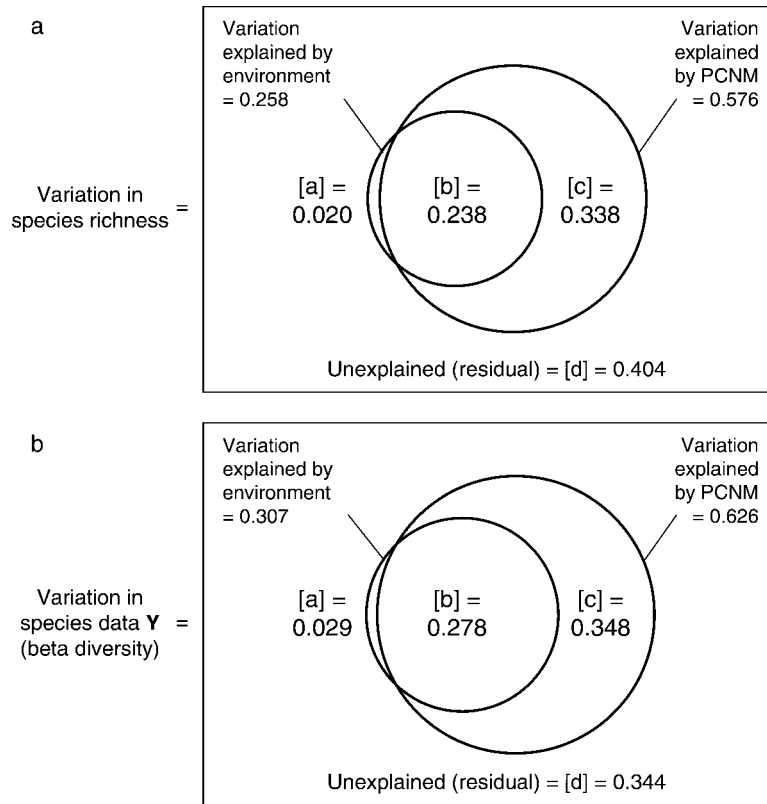 a
Variation
explained by
environment
= 0.258
Variation
explained
by PCNM
= 0.576
Variation in
species richness =
[a] =
0.020
[b] =
0.238
[c] =
0.338
Unexplained (residual) = [d] = 0.404
b
Variation
explained by
environment
= 0.307
Variation
explained
by PCNM
= 0.626
Variation in
species data Y =
(beta diversity)
[a] =
0.029
[b] =
0.278
[c] =
0.348
Unexplained (residual) = [d] = 0.344